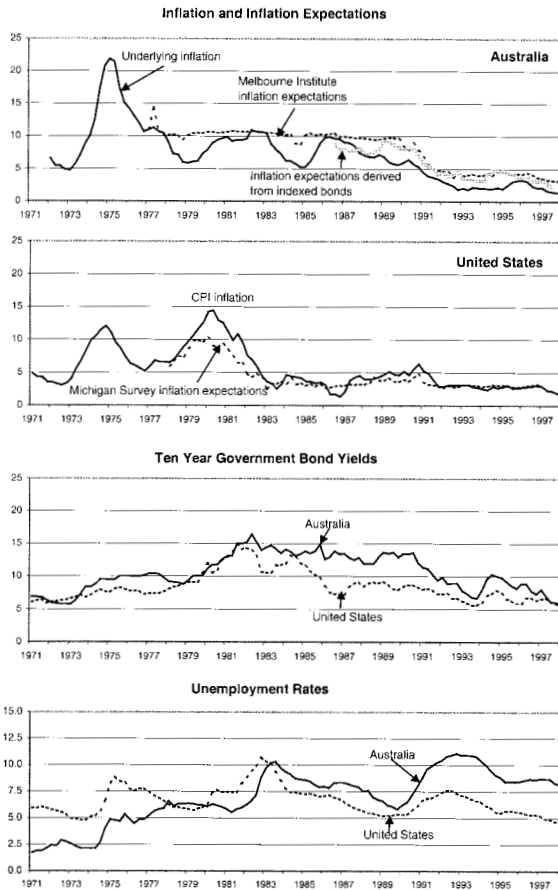 Inflation and Inflation Expectations
25
20
15
10
5
0
Underlying inflation
Australia
Melbourne Institute
inflation expectations
Inflation expectations derived
from indexed bonds
1971 1973 1975 1977 1979 1981 1983 1985 1987 1989 1991 1993 1995 1997
25
20
15
10
5
0
United States
CPI inflation
Michigan Survey inflation expectations
1971 1973 1975 1977 1979 1981 1983 1985 1987 1989 1991 1993 1995 1997
Ten Year Government Bond Yields
25
20
15
10
5
0
Australia
United States
1971 1973 1975 1977 1979 1981 1983 1985 1987 1989 1991 1993 1995 1997
Unemployment Rates
15.0
12.5
10.0
7.5
5.0
2.5
0.0
Australia
United States
1971 1973 1975 1977 1979 1981 1983 1985 1987 1989 1991 1993 1995 1997